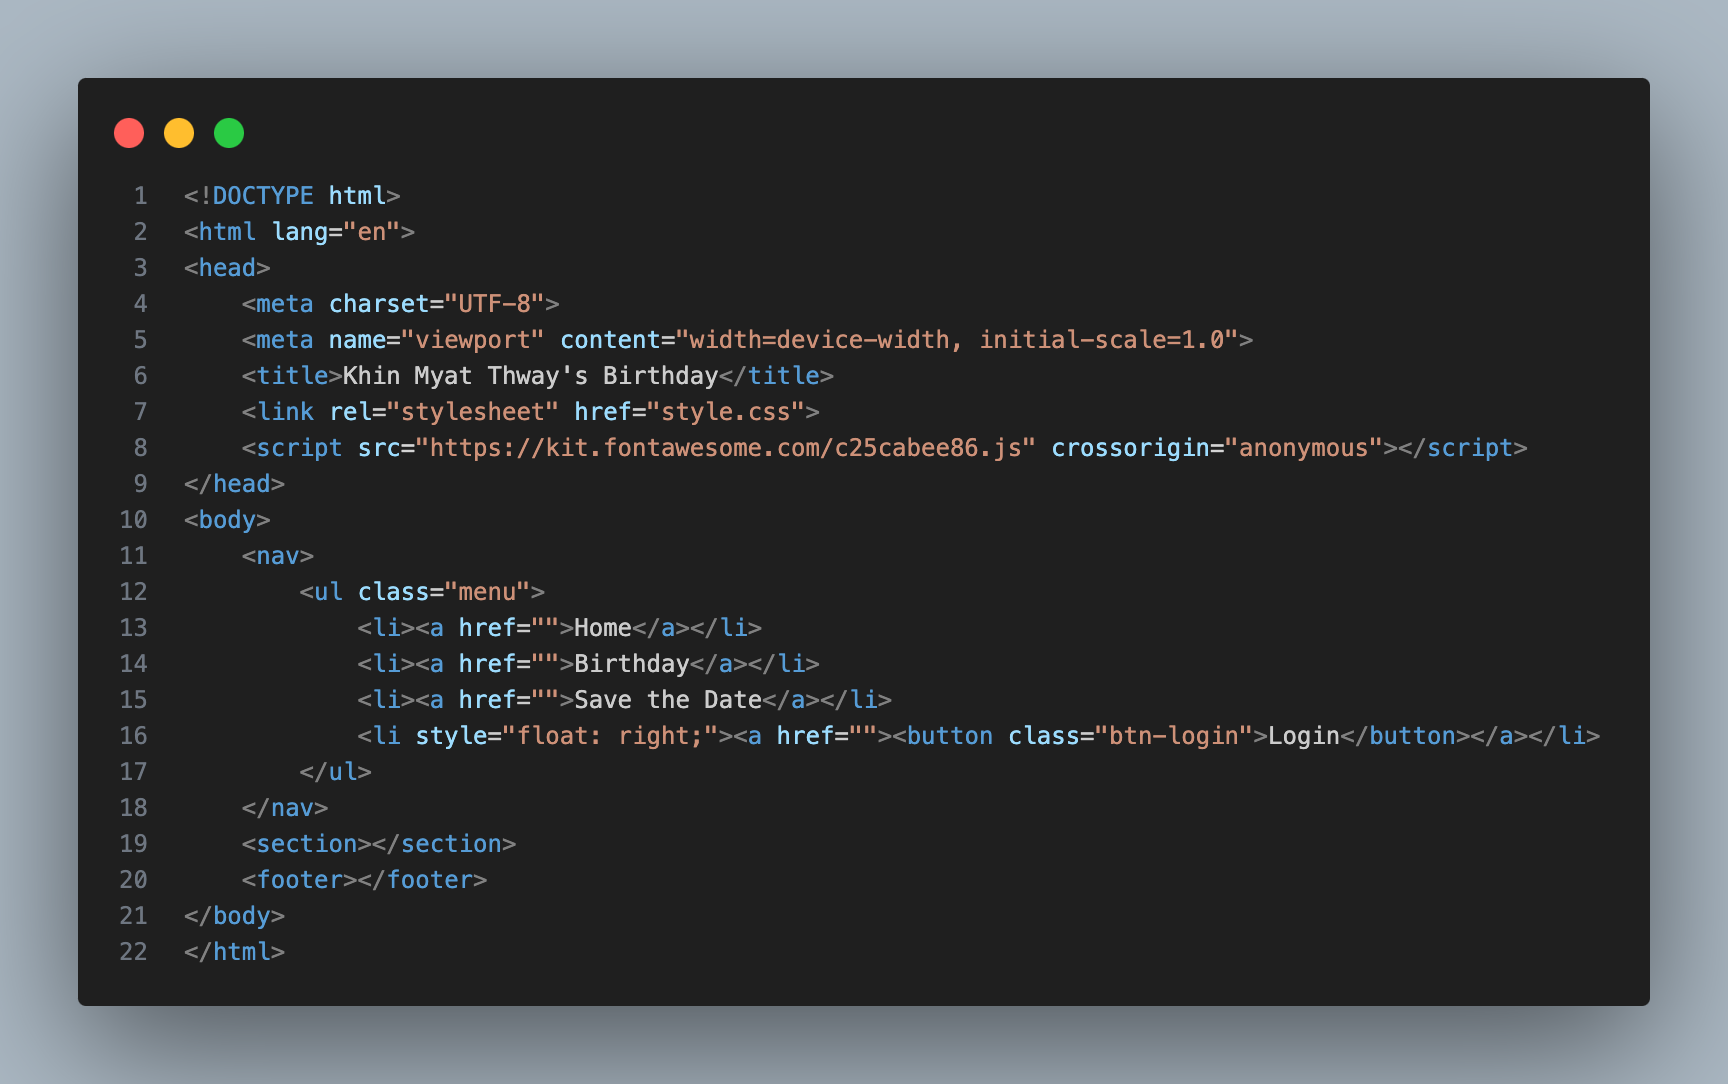 1 <!DOCTYPE html>
2 <html lang="en">
3 <head>
4     <meta charset="UTF-8">
5     <meta name="viewport" content="width=device-width, initial-scale=1.0">
6     <title>Khin Myat Thway's Birthday</title>
7     <link rel="stylesheet" href="style.css">
8     <script src="https://kit.fontawesome.com/c25cabee86.js" crossorigin="anonymous"></script>
9 </head>
10 <body>
11     <nav>
12         <ul class="menu">
13             <li><a href="">Home</a></li>
14             <li><a href="">Birthday</a></li>
15             <li><a href="">Save the Date</a></li>
16             <li style="float: right;"><a href=""><button class="btn-login">Login</button></a></li>
17         </ul>
18     </nav>
19     <section></section>
20     <footer></footer>
21 </body>
22 </html>